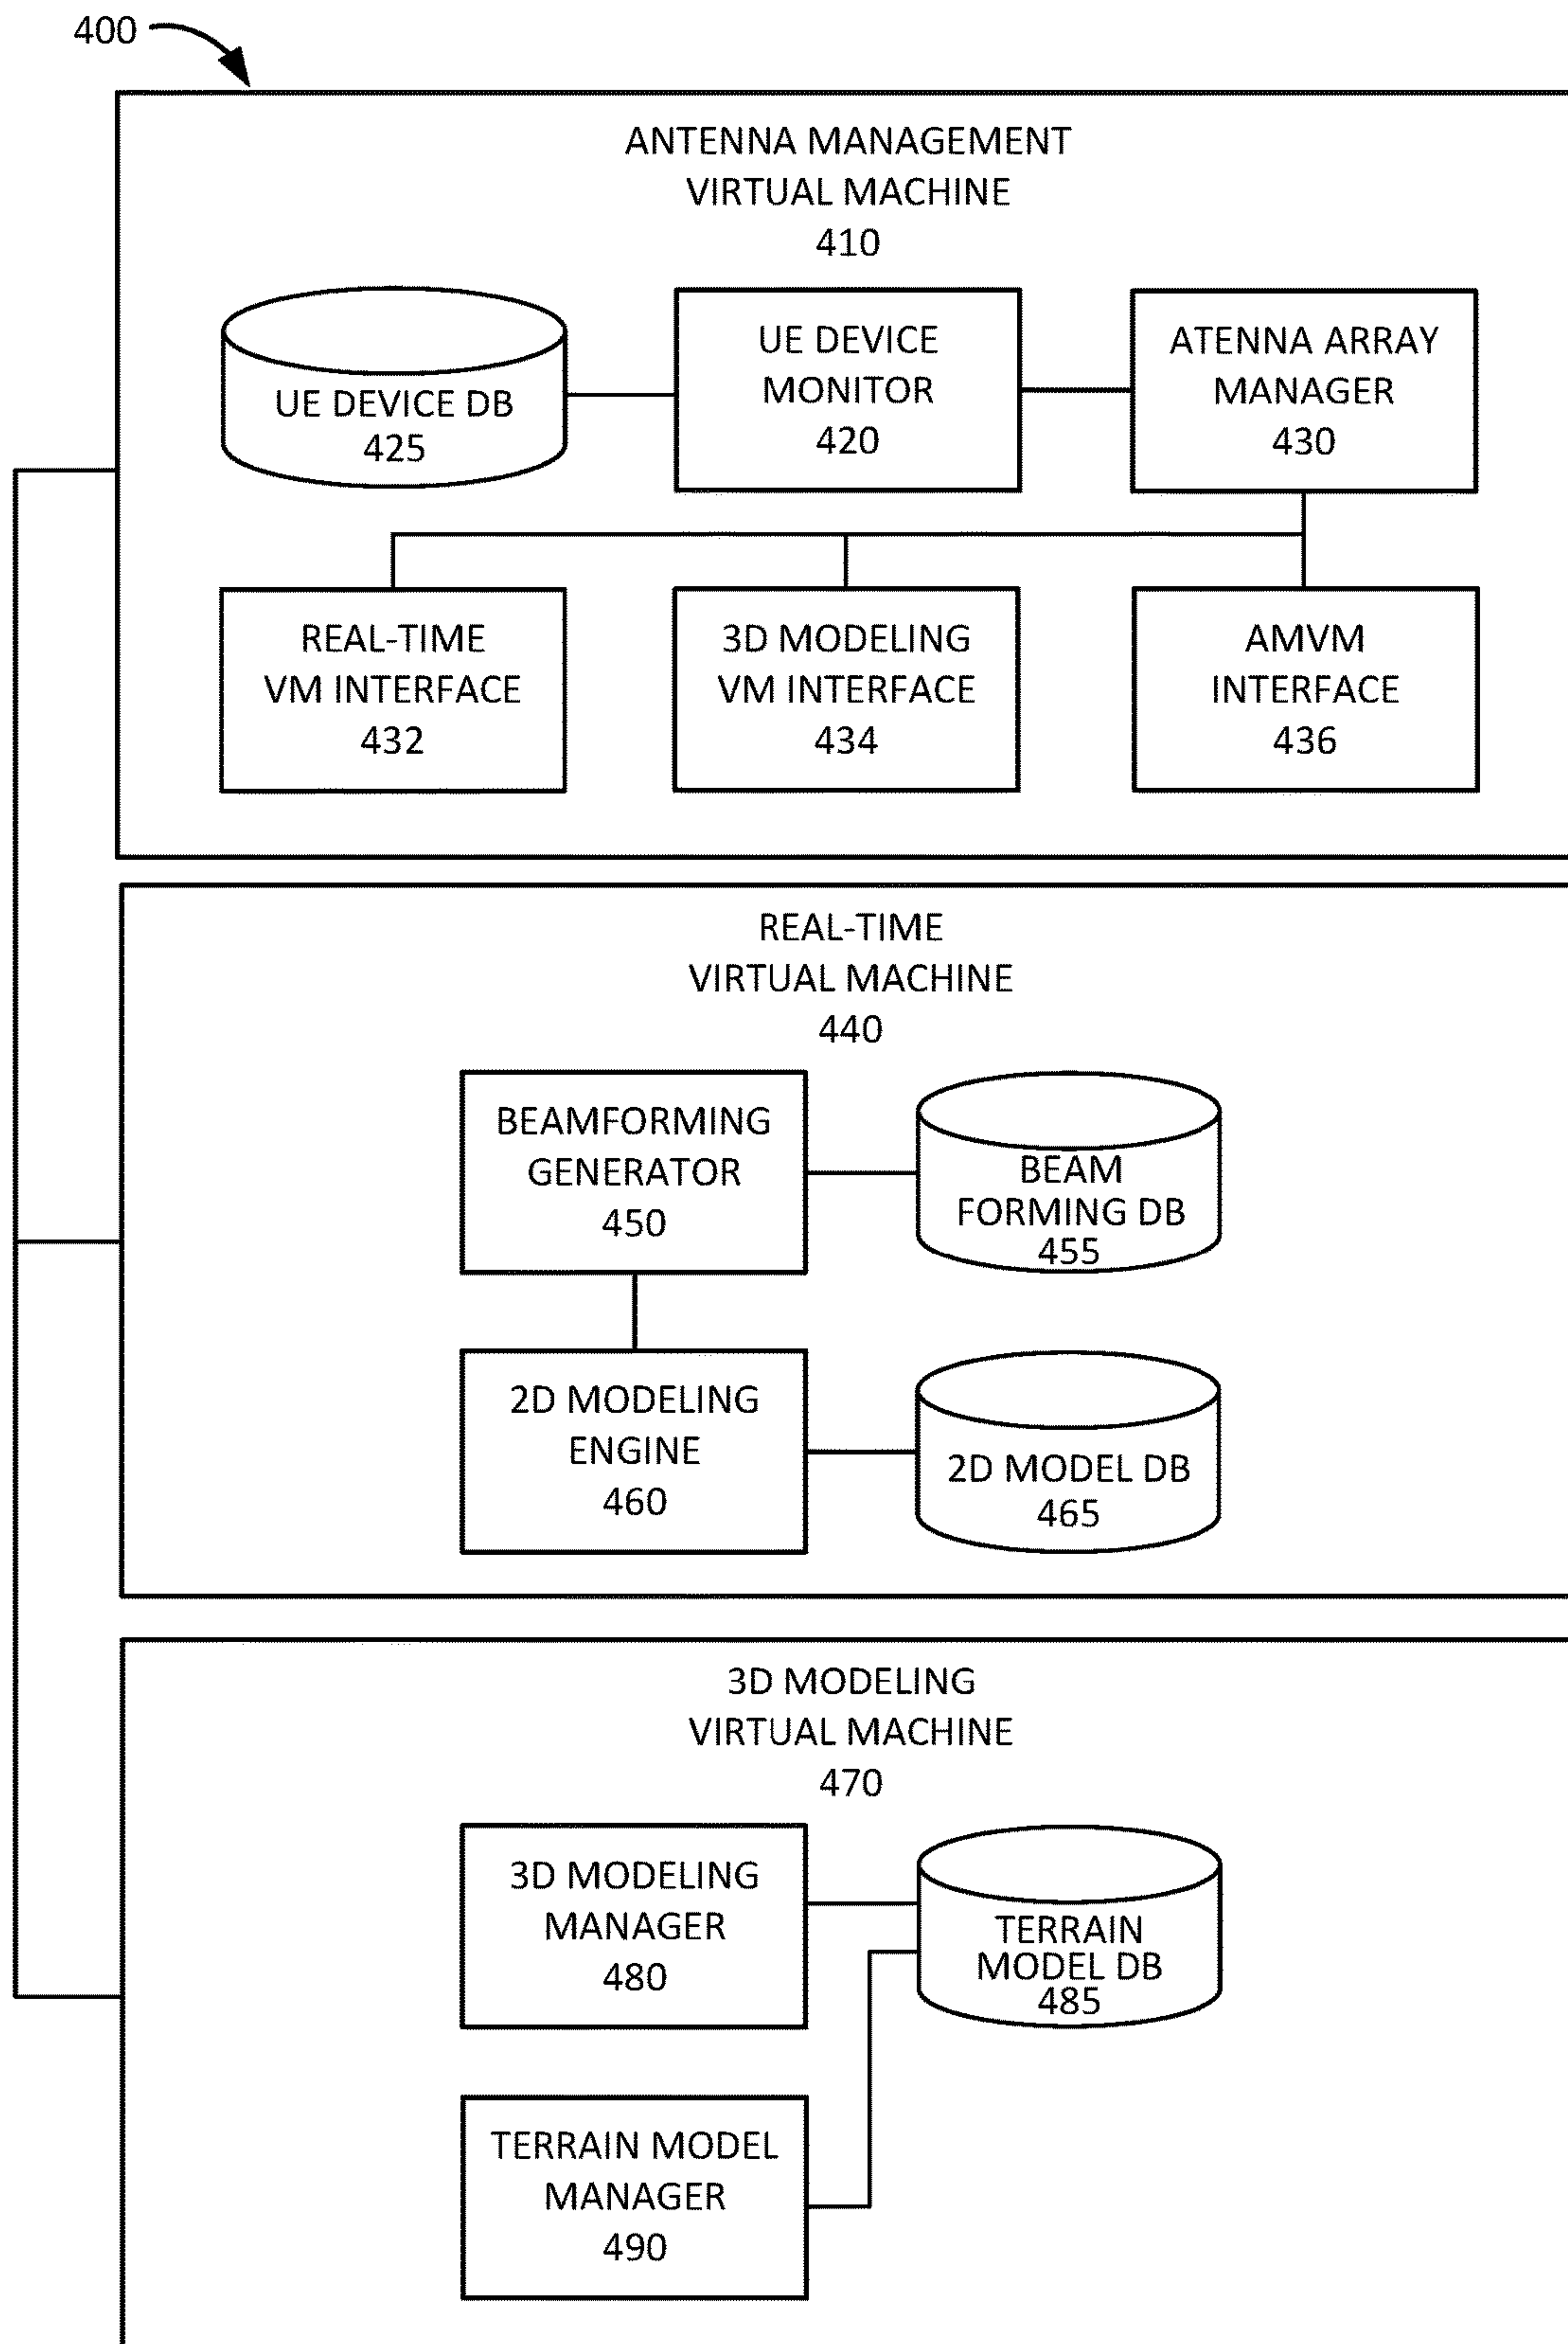 400
ANTENNA MANAGEMENT
VIRTUAL MACHINE
410
UE DEVICE DB
425
UE DEVICE
MONITOR
420
ATENNA ARRAY
MANAGER
430
REAL-TIME
VM INTERFACE
432
3D MODELING
VM INTERFACE
434
AMVM
INTERFACE
436
REAL-TIME
VIRTUAL MACHINE
440
BEAMFORMING
GENERATOR
450
BEAM
FORMING DB
455
2D MODELING
ENGINE
460
2D MODEL DB
465
3D MODELING
VIRTUAL MACHINE
470
3D MODELING
MANAGER
480
TERRAIN
MODEL DB
485
TERRAIN MODEL
MANAGER
490